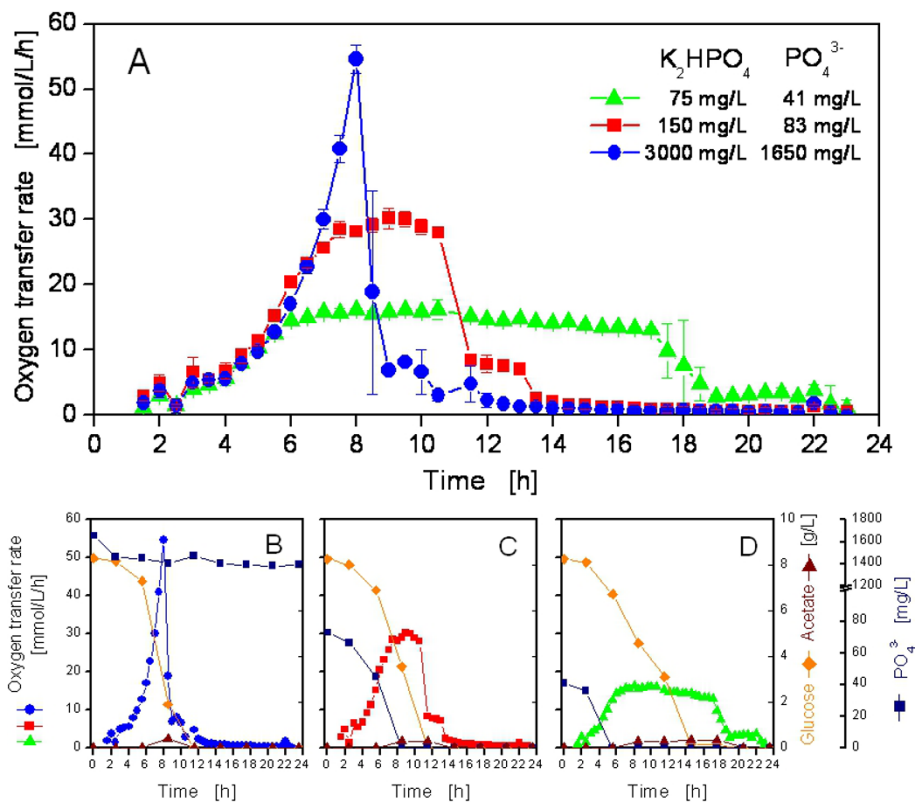 A
K₂HPO₄ PO₄³⁻
75 mg/L 41 mg/L
150 mg/L 83 mg/L
3000 mg/L 1650 mg/L
Oxygen transfer rate [mmol/L/h]
60
50
40
30
20
10
0
0 2 4 6 8 10 12 14 16 18 20 22 24
Time [h]
B
C
D
Oxygen transfer rate
[mmol/L/h]
60
50
40
30
20
10
0
0 2 4 6 8 10 12 14 16 18 20 22 24
Time [h]
0 2 4 6 8 10 12 14 16 18 20 22 24
Time [h]
0 2 4 6 8 10 12 14 16 18 20 22 24
Time [h]
10
8
6
4
2
0
Glucose Acetate [g/L]
1800
1600
1400
1200
80
60
40
20
0
PO₄³⁻ [mg/L]